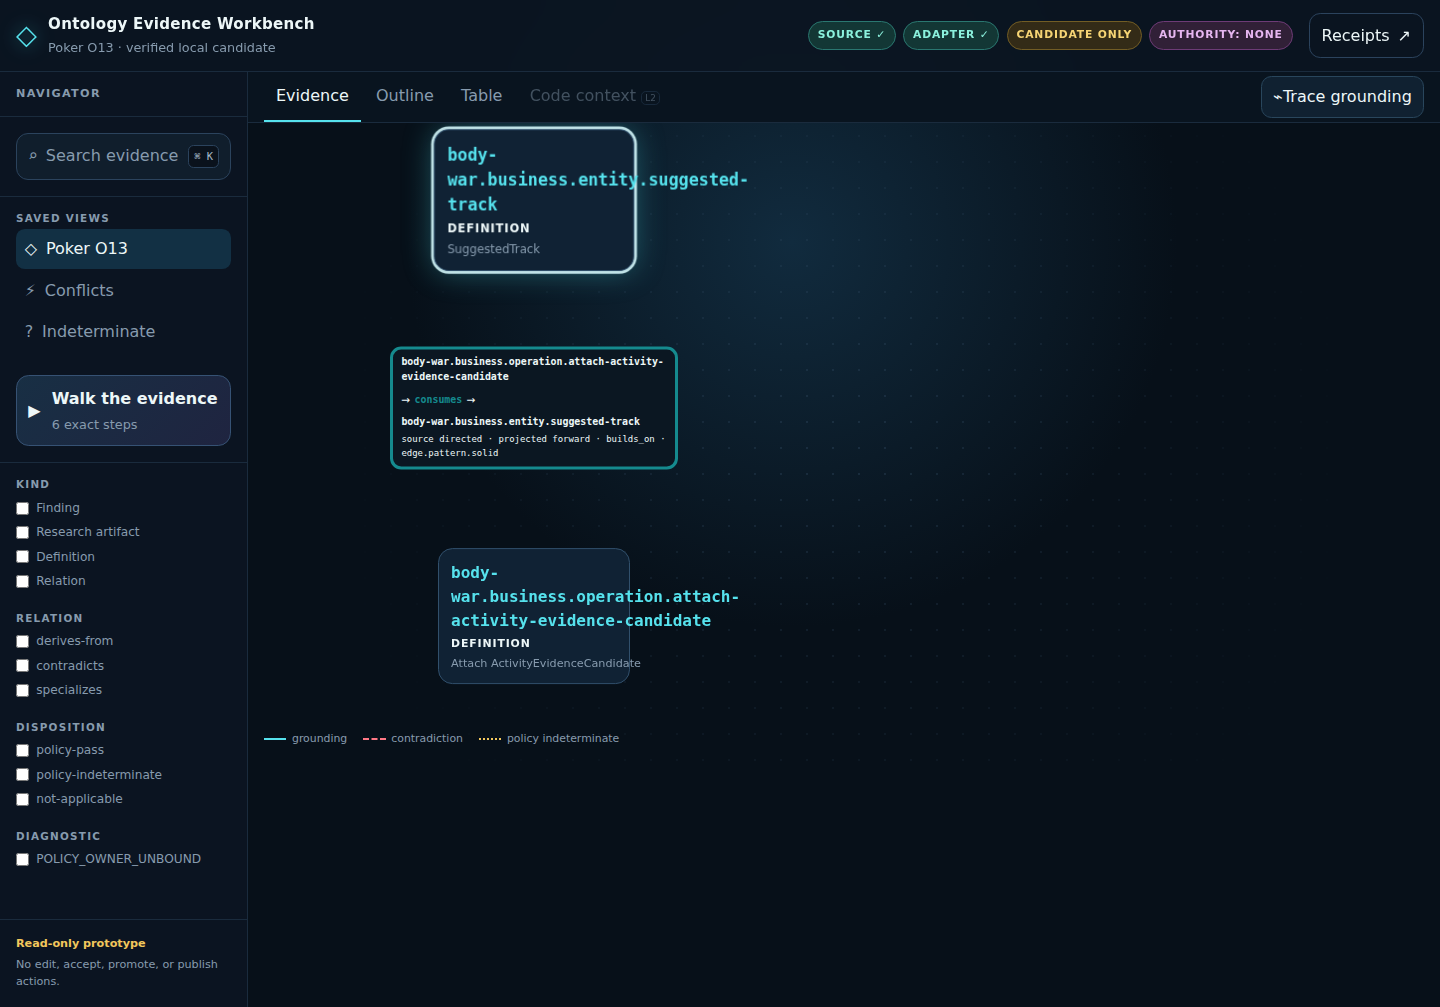 Ontology Evidence Workbench
Poker O13 · verified local candidate
SOURCE ✓
ADAPTER ✓
CANDIDATE ONLY
AUTHORITY: NONE
Receipts ↗
NAVIGATOR
Search evidence ⌘ K
SAVED VIEWS
◇ Poker O13
⚡ Conflicts
? Indeterminate
▶ Walk the evidence
6 exact steps
KIND
Finding
Research artifact
Definition
Relation
RELATION
derives-from
contradicts
specializes
DISPOSITION
policy-pass
policy-indeterminate
not-applicable
DIAGNOSTIC
POLICY_OWNER_UNBOUND
Read-only prototype
No edit, accept, promote, or publish
actions.
Evidence
Outline
Table
Code context L2
⌁Trace grounding
body-
war.business.entity.suggested-
track
DEFINITION
SuggestedTrack
body-war.business.operation.attach-activity-
evidence-candidate
→ consumes →
body-war.business.entity.suggested-track
source directed · projected forward · builds_on ·
edge.pattern.solid
body-
war.business.operation.attach-
activity-evidence-candidate
DEFINITION
Attach ActivityEvidenceCandidate
grounding
contradiction
policy indeterminate